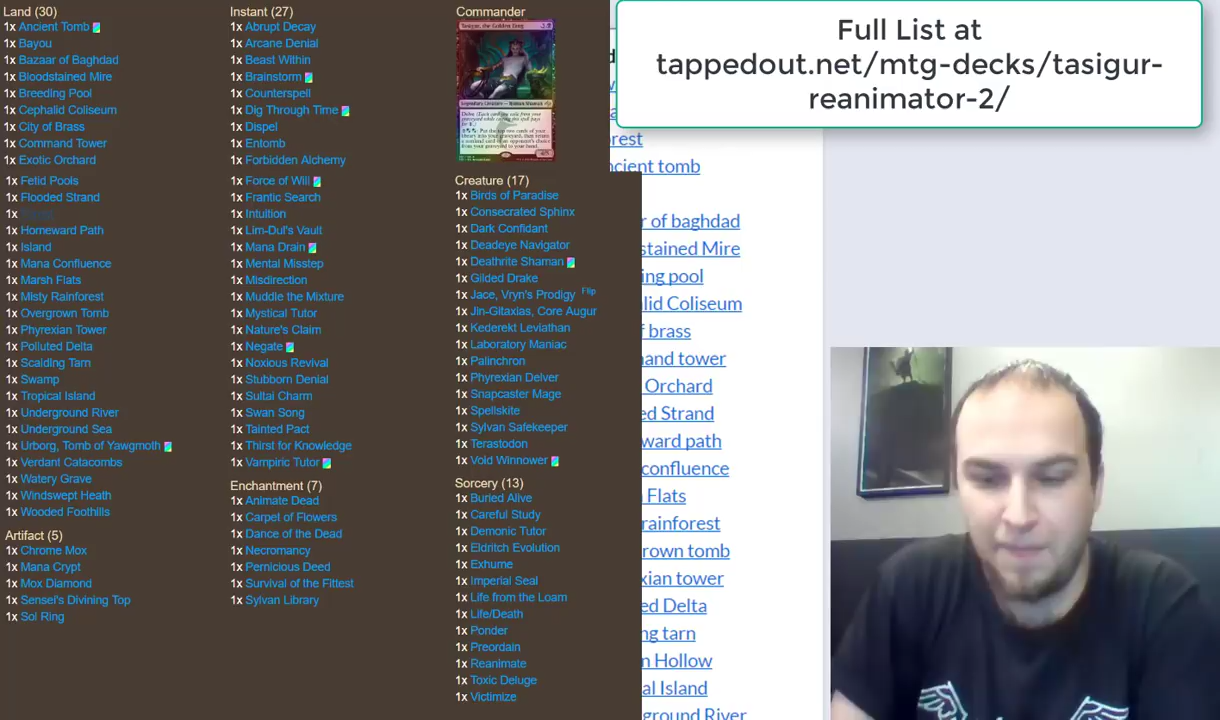 Land (30)
1x Ancient Tomb
1x Bayou
1x Bazaar of Baghdad
1x Bloodstained Mire
1x Breeding Pool
1x Cephalid Coliseum
1x City of Brass
1x Command Tower
1x Exotic Orchard
1x Fetid Pools
1x Flooded Strand
1x
1x Homeward Path
1x Island
1x Mana Confluence
1x Marsh Flats
1x Misty Rainforest
1x Overgrown Tomb
1x Phyrexian Tower
1x Polluted Delta
1x Scalding Tarn
1x Swamp
1x Tropical Island
1x Underground River
1x Underground Sea
1x Urborg, Tomb of Yawgmoth
1x Verdant Catacombs
1x Watery Grave
1x Windswept Heath
1x Wooded Foothills
Artifact (5)
1x Chrome Mox
1x Mana Crypt
1x Mox Diamond
1x Sensei's Divining Top
1x Sol Ring
Instant (27)
1x Abrupt Decay
1x Arcane Denial
1x Beast Within
1x Brainstorm
1x Counterspell
1x Dig Through Time
1x Dispel
1x Entomb
1x Forbidden Alchemy
1x Force of Will
1x Frantic Search
1x Intuition
1x Lim-Dul's Vault
1x Mana Drain
1x Mental Misstep
1x Misdirection
1x Muddle the Mixture
1x Mystical Tutor
1x Nature's Claim
1x Negate
1x Noxious Revival
1x Stubborn Denial
1x Sultai Charm
1x Swan Song
1x Tainted Pact
1x Thirst for Knowledge
1x Vampiric Tutor
Enchantment (7)
1x Animate Dead
1x Carpet of Flowers
1x Dance of the Dead
1x Necromancy
1x Pernicious Deed
1x Survival of the Fittest
1x Sylvan Library
Commander
Tasigur, the Golden Fang
Creature (17)
1x Birds of Paradise
1x Consecrated Sphinx
1x Dark Confidant
1x Deadeye Navigator
1x Deathrite Shaman
1x Gilded Drake
1x Jace, Vryn's Prodigy Flip
1x Jin-Gitaxias, Core Augur
1x Kederekt Leviathan
1x Laboratory Maniac
1x Palinchron
1x Phyrexian Delver
1x Snapcaster Mage
1x Spellskite
1x Sylvan Safekeeper
1x Terastodon
1x Void Winnower
Sorcery (13)
1x Buried Alive
1x Careful Study
1x Demonic Tutor
1x Eldritch Evolution
1x Exhume
1x Imperial Seal
1x Life from the Loam
1x Life/Death
1x Ponder
1x Preordain
1x Reanimate
1x Toxic Deluge
1x Victimize
Full List at
tappedout.net/mtg-decks/tasigur-
reanimator-2/
rest
ncient tomb
r of baghdad
stained Mire
ing pool
lid Coliseum
f brass
hand tower
Orchard
ed Strand
ward path
confluence
Flats
rainforest
rown tomb
xian tower
ed Delta
ng tarn
n Hollow
al Island
ground River